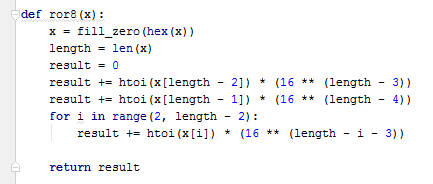 def ror8(x):
    x = fill_zero(hex(x))
    length = len(x)
    result = 0
    result += htoi(x[length - 2]) * (16 ** (length - 3))
    result += htoi(x[length - 1]) * (16 ** (length - 4))
    for i in range(2, length - 2):
        result += htoi(x[i]) * (16 ** (length - i - 3))
    return result